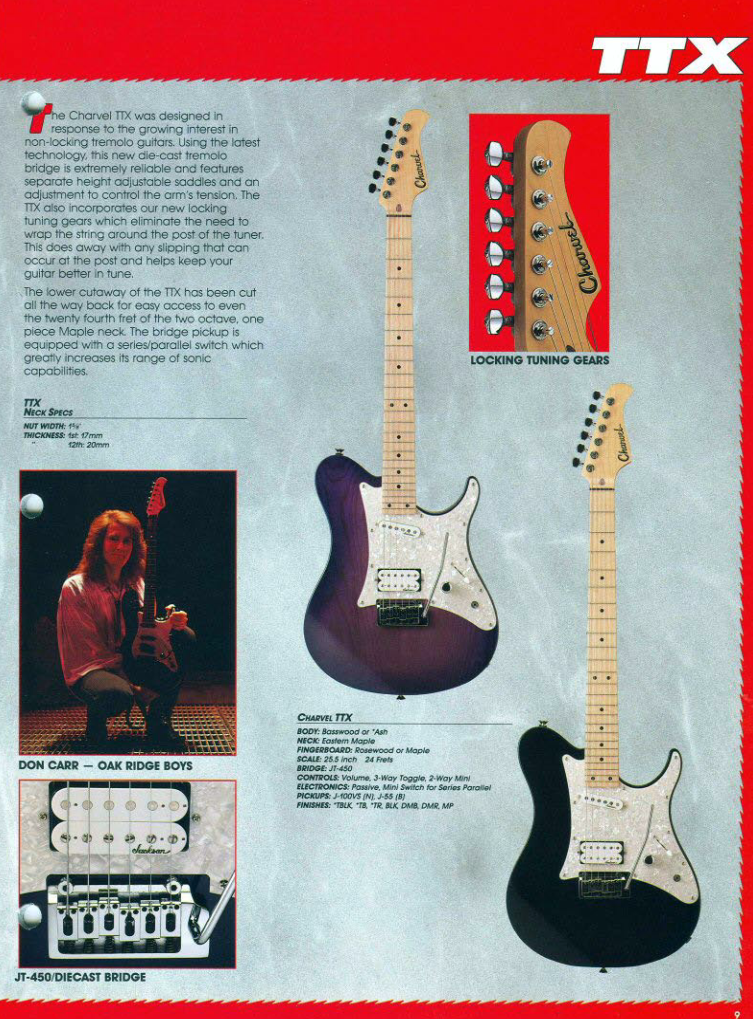 TTX
The Charvel TTX was designed in
response to the growing interest in
non-locking tremolo guitars. Using the latest
technology, this new die-cast tremolo
bridge is extremely reliable and features
separate height adjustable saddles and an
adjustment to control the arm's tension. The
TTX also incorporates our new locking
tuning gears which eliminate the need to
wrap the string around the post of the tuner.
This does away with any slipping that can
occur at the post and helps keep your
guitar better in tune.
The lower cutaway of the TTX has been cut
all the way back for easy access to even
the twenty fourth fret of the two octave, one
piece Maple neck. The bridge pickup is
equipped with a series/parallel switch which
greatly increases its range of sonic
capabilities.
TTX
NECK SPECS
NUT WIDTH:
THICKNESS: 1st: 17mm
" 12th: 20mm
Charvel
Charvel
LOCKING TUNING GEARS
Charvel
DON CARR — OAK RIDGE BOYS
Jackson
JT-450/DIECAST BRIDGE
CHARVEL TTX
BODY: Basswood or *Ash
NECK: Eastern Maple
FINGERBOARD: Rosewood or Maple
SCALE: 25.5 inch 24 Frets
BRIDGE: JT-450
CONTROLS: Volume, 3-Way Toggle, 2-Way Mini
ELECTRONICS: Passive, Mini Switch for Series Parallel
PICKUPS: J-100VS (N), J-55 (B)
FINISHES: *TBLK, *TB, *TR, BLK, DMB, DMR, MP
9